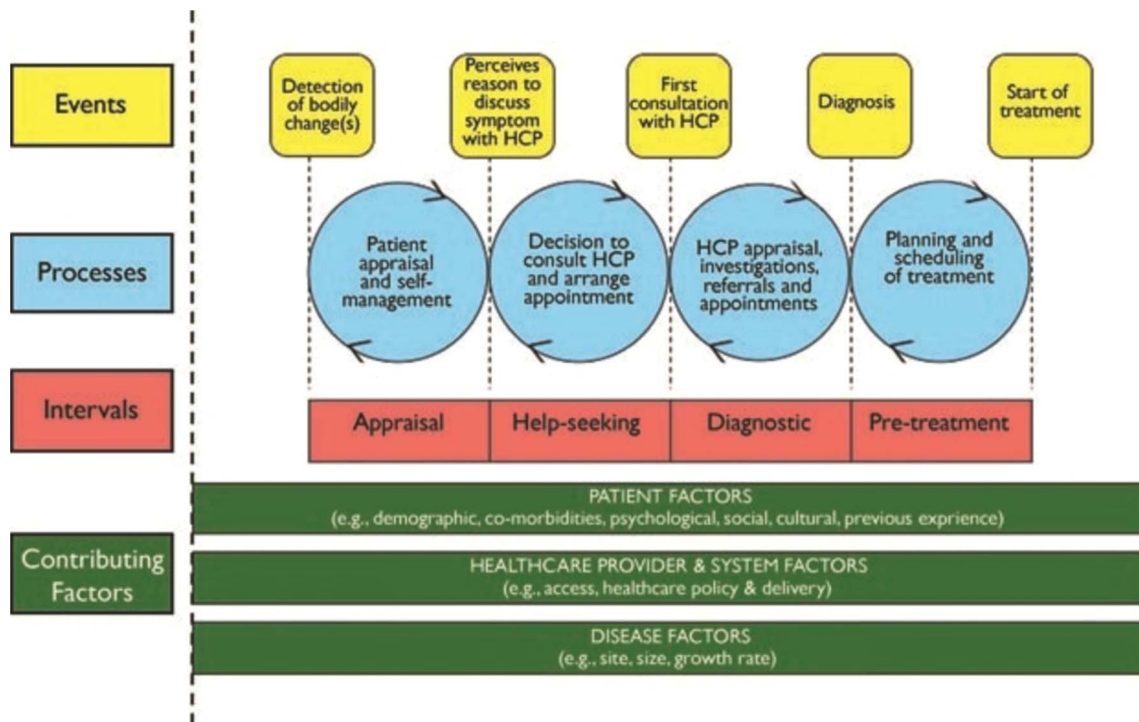 Events
Detection
of bodily
change(s)
Perceives
reason to
discuss
symptom
with HCP
First
consultation
with HCP
Diagnosis
Start of
treatment
Processes
Patient
appraisal
and self-
management
Decision to
consult HCP
and arrange
appointment
HCP appraisal,
investigations,
referrals and
appointments
Planning and
scheduling
of treatment
Intervals
Appraisal
Help-seeking
Diagnostic
Pre-treatment
Contributing
Factors
PATIENT FACTORS
(e.g., demographic, co-morbidities, psychological, social, cultural, previous exprience)
HEALTHCARE PROVIDER & SYSTEM FACTORS
(e.g., access, healthcare policy & delivery)
DISEASE FACTORS
(e.g., site, size, growth rate)